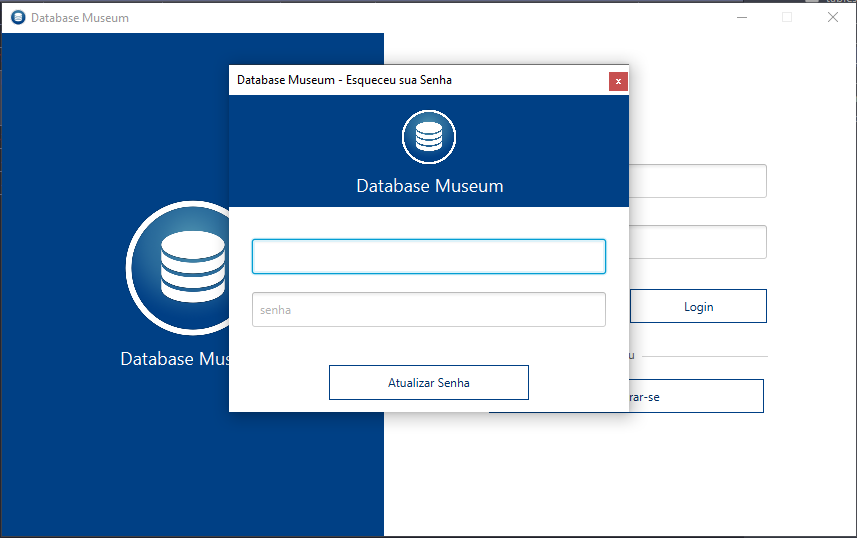 Database Museum
Database Museum - Esqueceu sua Senha
x
Database Museum
senha
Login
Database Mus
u
Atualizar Senha
rar-se